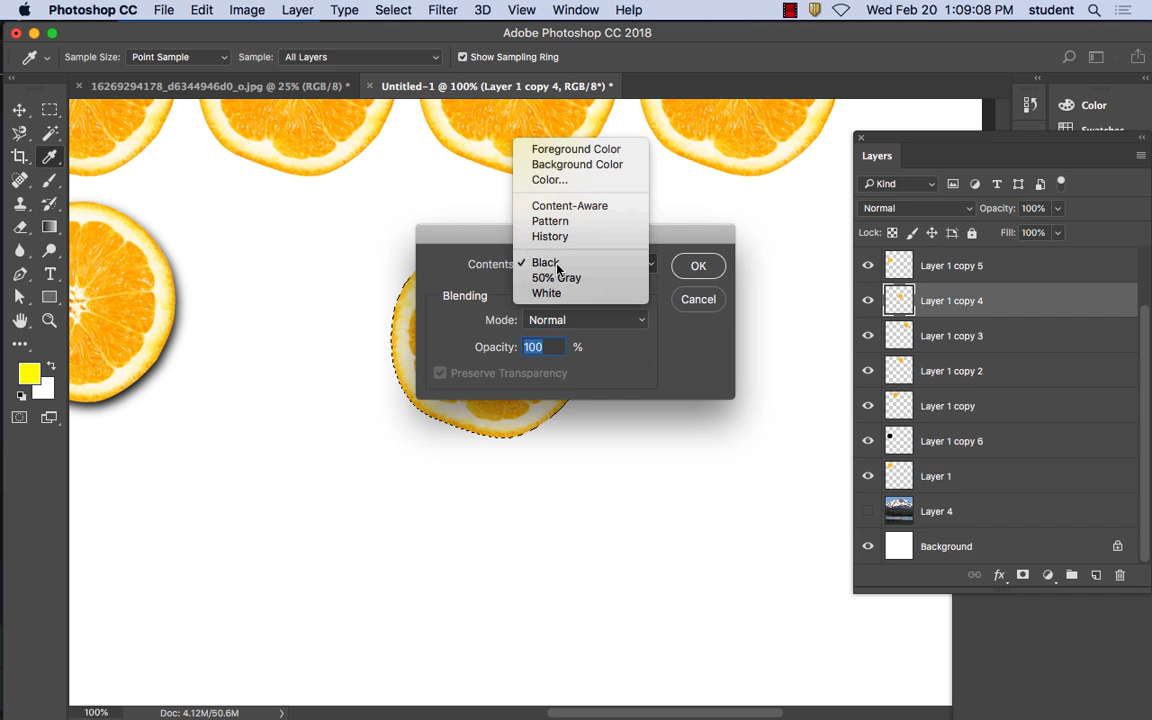 Photoshop CC File Edit Image Layer Type Select Filter 3D View Window Help Wed Feb 20 1:09:08 PM student
Adobe Photoshop CC 2018
Sample Size: Point Sample Sample: All Layers Show Sampling Ring
16269294178_d6344946d0_o.jpg @ 25% (RGB/8) * Untitled-1 @ 100% (Layer 1 copy 4, RGB/8*) *
Color
Swatches
Layers
Kind
Normal Opacity: 100%
Lock: Fill: 100%
Layer 1 copy 5
Layer 1 copy 4
Layer 1 copy 3
Layer 1 copy 2
Layer 1 copy
Layer 1 copy 6
Layer 1
Layer 4
Background
Foreground Color
Background Color
Color...
Content-Aware
Pattern
History
Black
50% Gray
White
Contents
OK
Cancel
Blending
Mode: Normal
Opacity: 100 %
Preserve Transparency
100% Doc: 4.12M/50.6M